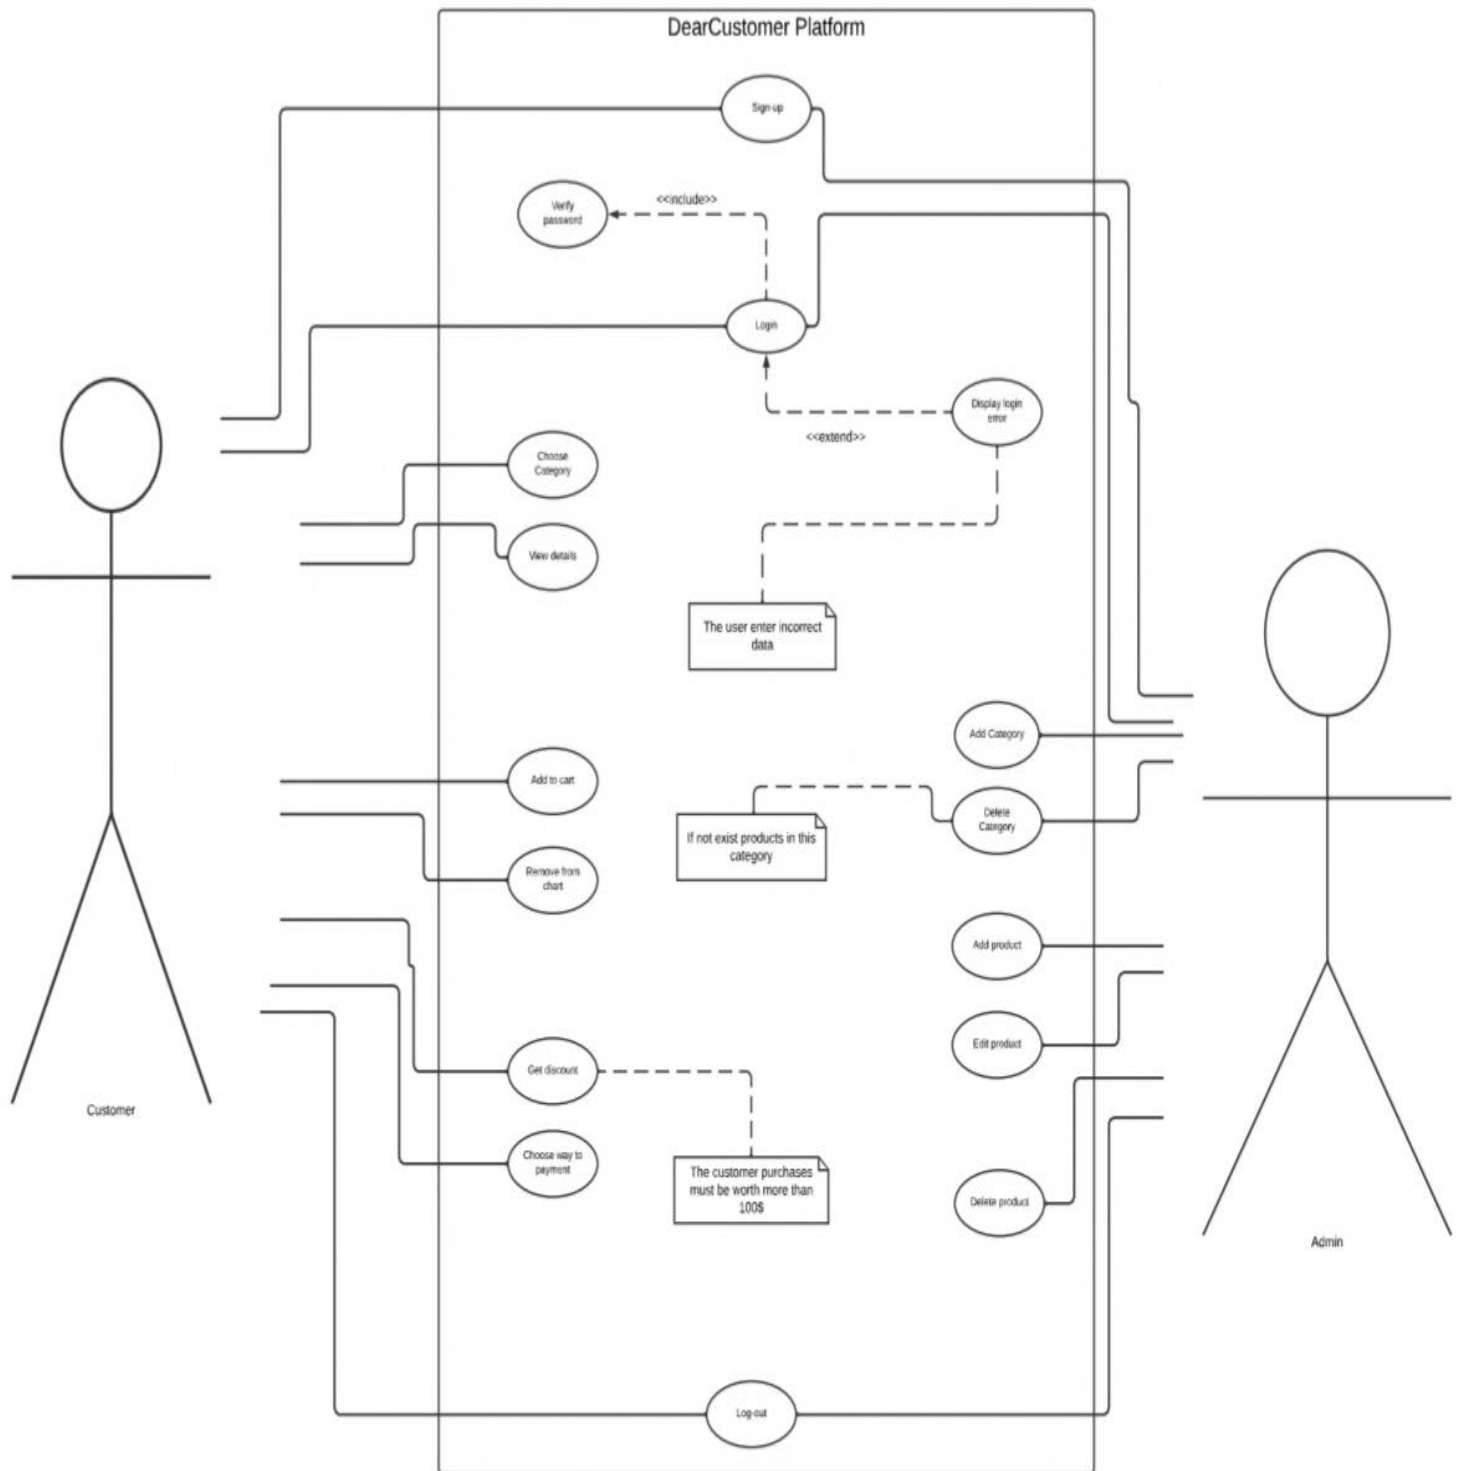 DearCustomer Platform
Sign-up
<<include>>
Verify
password
Login
Display login
error
<<extend>>
Choose
Category
View details
The user enter incorrect
data
Add Category
Add to cart
Delete
Category
If not exist products in this
category
Remove from
chart
Add product
Edit product
Get discount
Customer
Choose way to
payment
The customer purchases
must be worth more than
100$
Delete product
Admin
Log-out